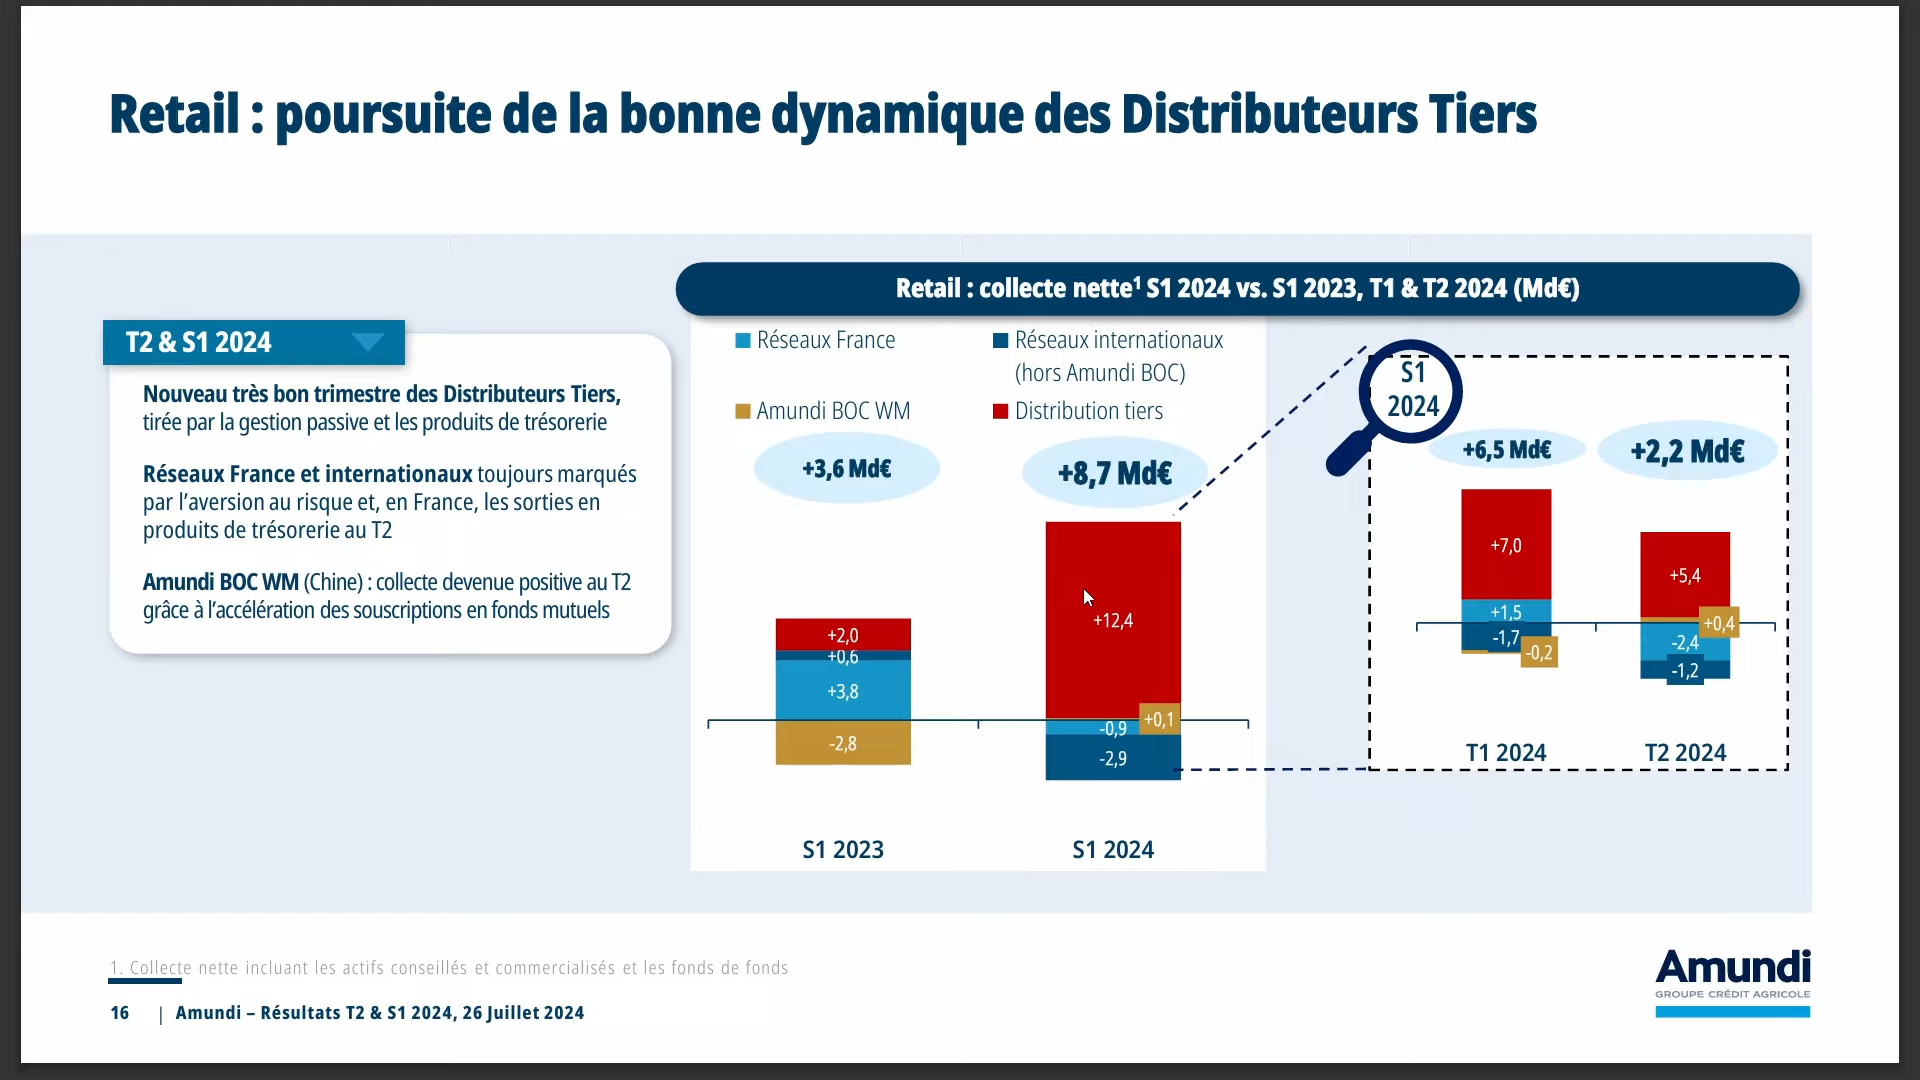 Retail : poursuite de la bonne dynamique des Distributeurs Tiers
T2 & S1 2024
Nouveau très bon trimestre des Distributeurs Tiers,
tirée par la gestion passive et les produits de trésorerie
Réseaux France et internationaux toujours marqués
par l’aversion au risque et, en France, les sorties en
produits de trésorerie au T2
Amundi BOC WM (Chine) : collecte devenue positive au T2
grâce à l’accélération des souscriptions en fonds mutuels
Retail : collecte nette¹ S1 2024 vs. S1 2023, T1 & T2 2024 (Md€)
Réseaux France
Réseaux internationaux
(hors Amundi BOC)
Amundi BOC WM
Distribution tiers
+3,6 Md€
+8,7 Md€
+2,0
+0,6
+3,8
-2,8
+12,4
+0,1
-0,9
-2,9
S1 2023
S1 2024
S1
2024
+6,5 Md€
+2,2 Md€
+7,0
+1,5
-1,7
-0,2
+5,4
+0,4
-2,4
-1,2
T1 2024
T2 2024
1. Collecte nette incluant les actifs conseillés et commercialisés et les fonds de fonds
16 | Amundi – Résultats T2 & S1 2024, 26 Juillet 2024
Amundi
GROUPE CRÉDIT AGRICOLE